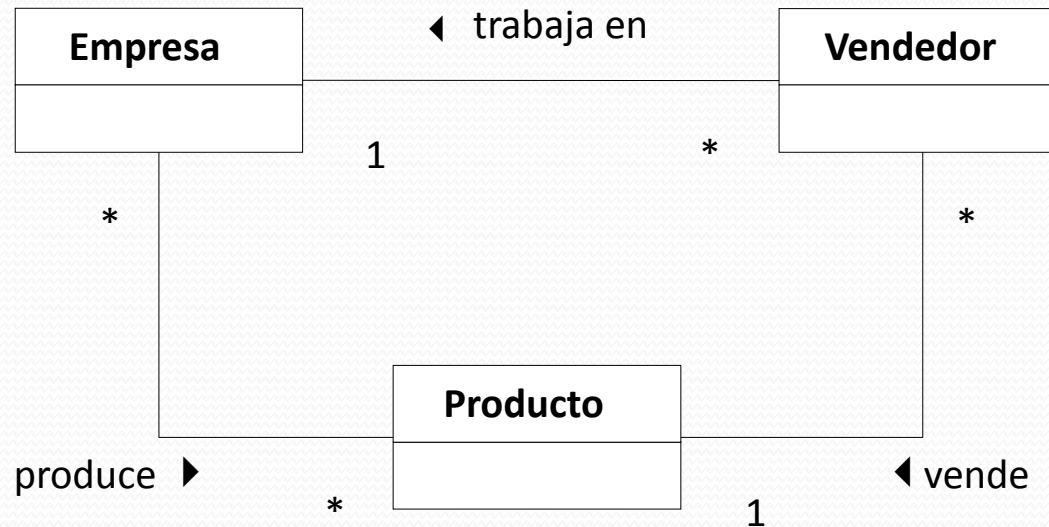 Empresa
◀ trabaja en
Vendedor
1
*
*
*
Producto
produce ▶
◀ vende
*
1